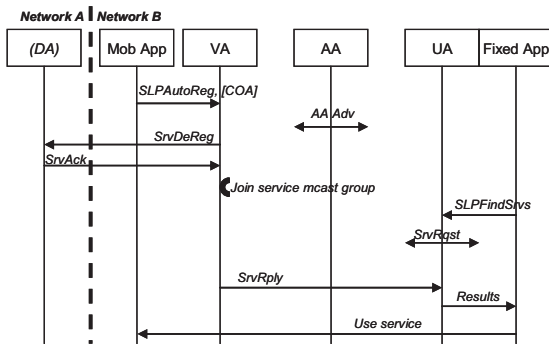 Network A Network B
(DA) Mob App VA AA UA Fixed App
SLPAutoReg, [COA]
AA Adv
SrvDeReg
SrvAck
Join service mcast group
SLPFindSrvs
SrvRqst
SrvRply
Results
Use service